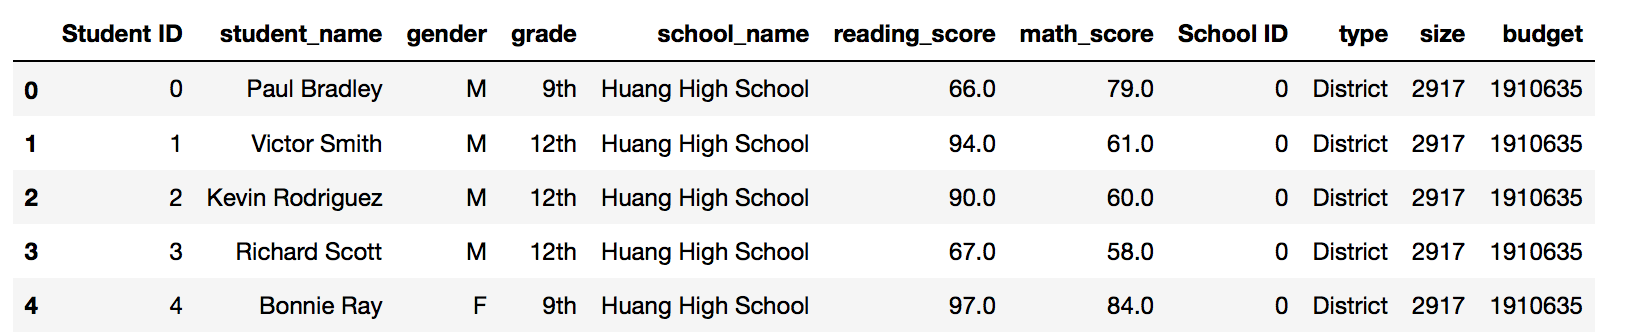 Student ID student_name gender grade school_name reading_score math_score School ID type size budget
0 0 Paul Bradley M 9th Huang High School 66.0 79.0 0 District 2917 1910635
1 1 Victor Smith M 12th Huang High School 94.0 61.0 0 District 2917 1910635
2 2 Kevin Rodriguez M 12th Huang High School 90.0 60.0 0 District 2917 1910635
3 3 Richard Scott M 12th Huang High School 67.0 58.0 0 District 2917 1910635
4 4 Bonnie Ray F 9th Huang High School 97.0 84.0 0 District 2917 1910635